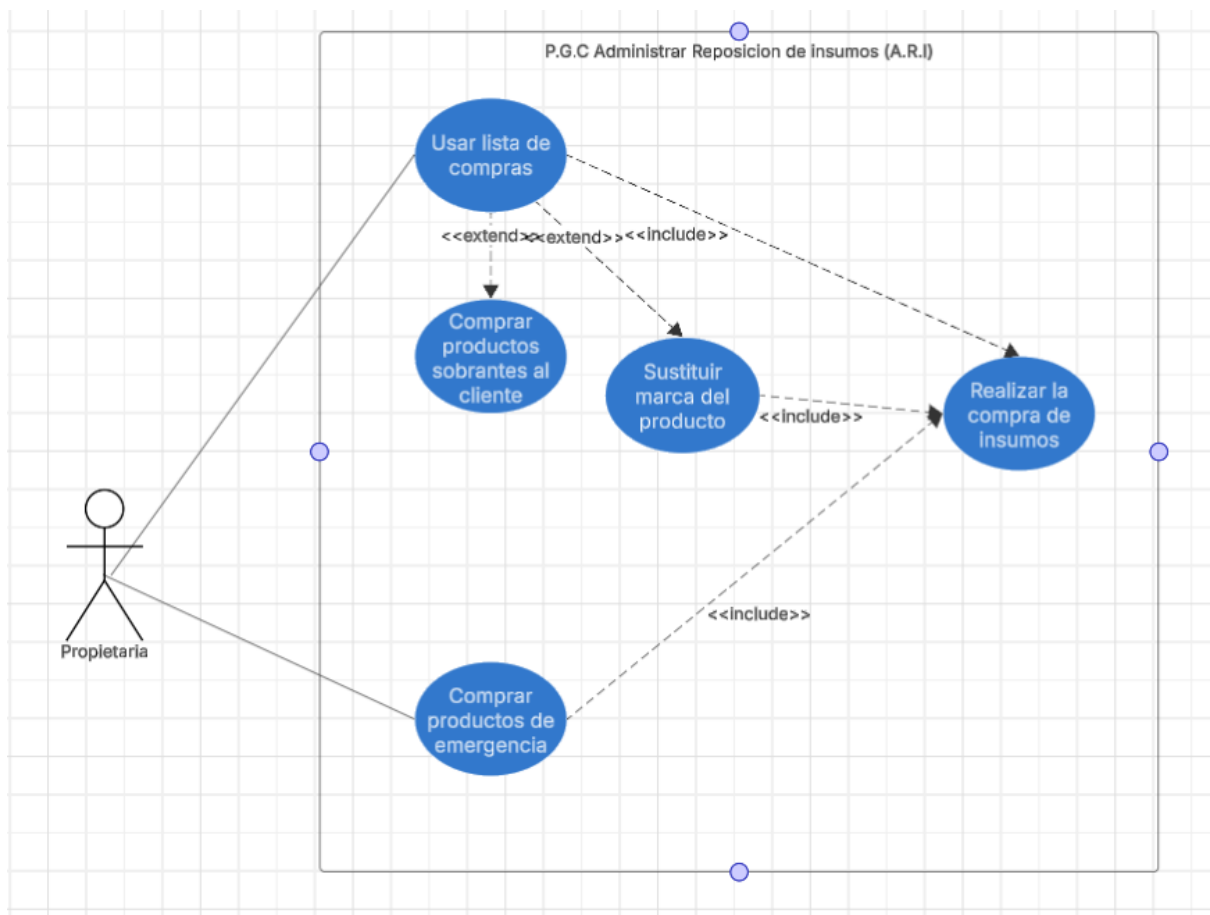 P.G.C Administrar Reposicion de insumos (A.R.I)
Usar lista de
compras
<<extend>>
<<extend>>
<<include>>
Comprar
productos
sobrantes al
cliente
Sustituir
marca del
producto
<<include>>
Realizar la
compra de
insumos
Propietaria
<<include>>
Comprar
productos de
emergencia